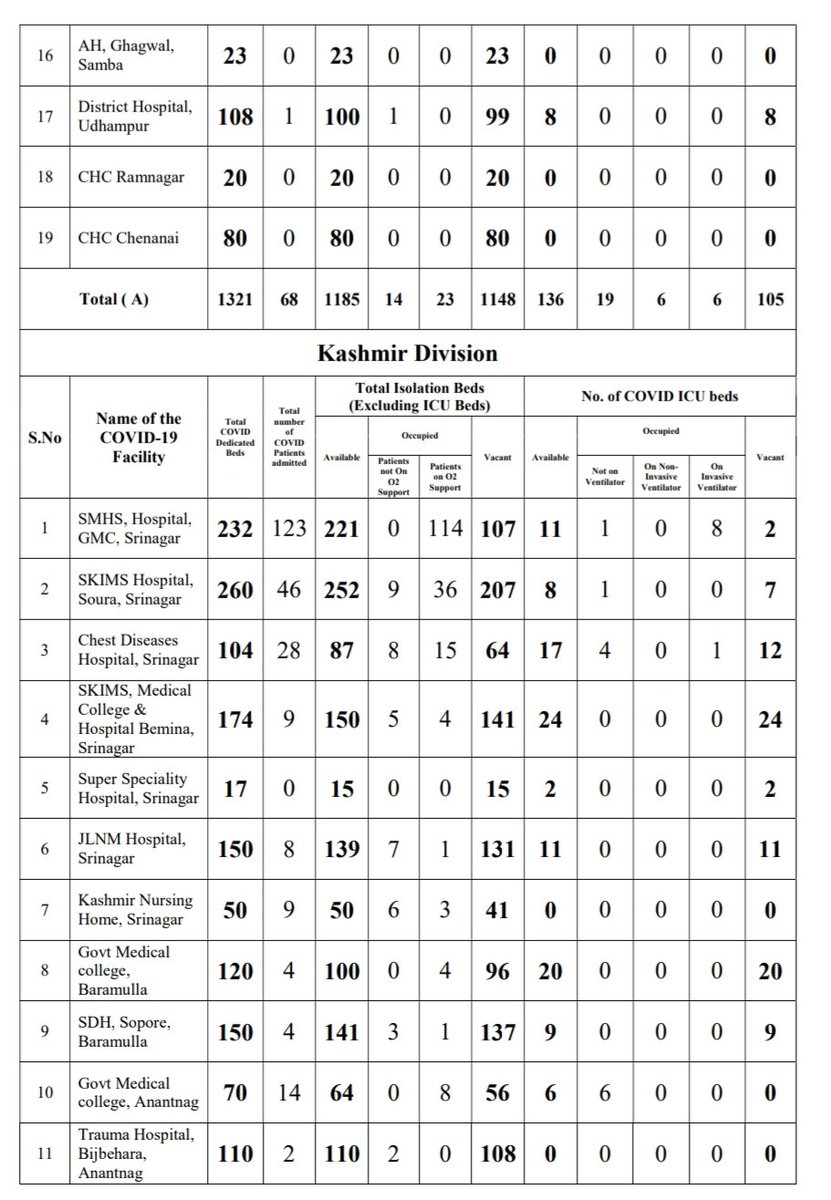 16 AH, Ghagwal, Samba 23 0 23 0 0 23 0 0 0 0 0
17 District Hospital, Udhampur 108 1 100 1 0 99 8 0 0 0 8
18 CHC Ramnagar 20 0 20 0 0 20 0 0 0 0 0
19 CHC Chenanai 80 0 80 0 0 80 0 0 0 0 0
Total ( A) 1321 68 1185 14 23 1148 136 19 6 6 105
Kashmir Division
S.No Name of the COVID-19 Facility Total COVID Dedicated Beds Total number of COVID Patients admitted Total Isolation Beds (Excluding ICU Beds) No. of COVID ICU beds
Available Occupied Vacant Available Occupied Vacant
Patients not On O2 Support Patients on O2 Support Not on Ventilator On Non-Invasive Ventilator On Invasive Ventilator
1 SMHS, Hospital, GMC, Srinagar 232 123 221 0 114 107 11 1 0 8 2
2 SKIMS Hospital, Soura, Srinagar 260 46 252 9 36 207 8 1 0 0 7
3 Chest Diseases Hospital, Srinagar 104 28 87 8 15 64 17 4 0 1 12
4 SKIMS, Medical College & Hospital Bemina, Srinagar 174 9 150 5 4 141 24 0 0 0 24
5 Super Speciality Hospital, Srinagar 17 0 15 0 0 15 2 0 0 0 2
6 JLNM Hospital, Srinagar 150 8 139 7 1 131 11 0 0 0 11
7 Kashmir Nursing Home, Srinagar 50 9 50 6 3 41 0 0 0 0 0
8 Govt Medical college, Baramulla 120 4 100 0 4 96 20 0 0 0 20
9 SDH, Sopore, Baramulla 150 4 141 3 1 137 9 0 0 0 9
10 Govt Medical college, Anantnag 70 14 64 0 8 56 6 6 0 0 0
11 Trauma Hospital, Bijbehara, Anantnag 110 2 110 2 0 108 0 0 0 0 0